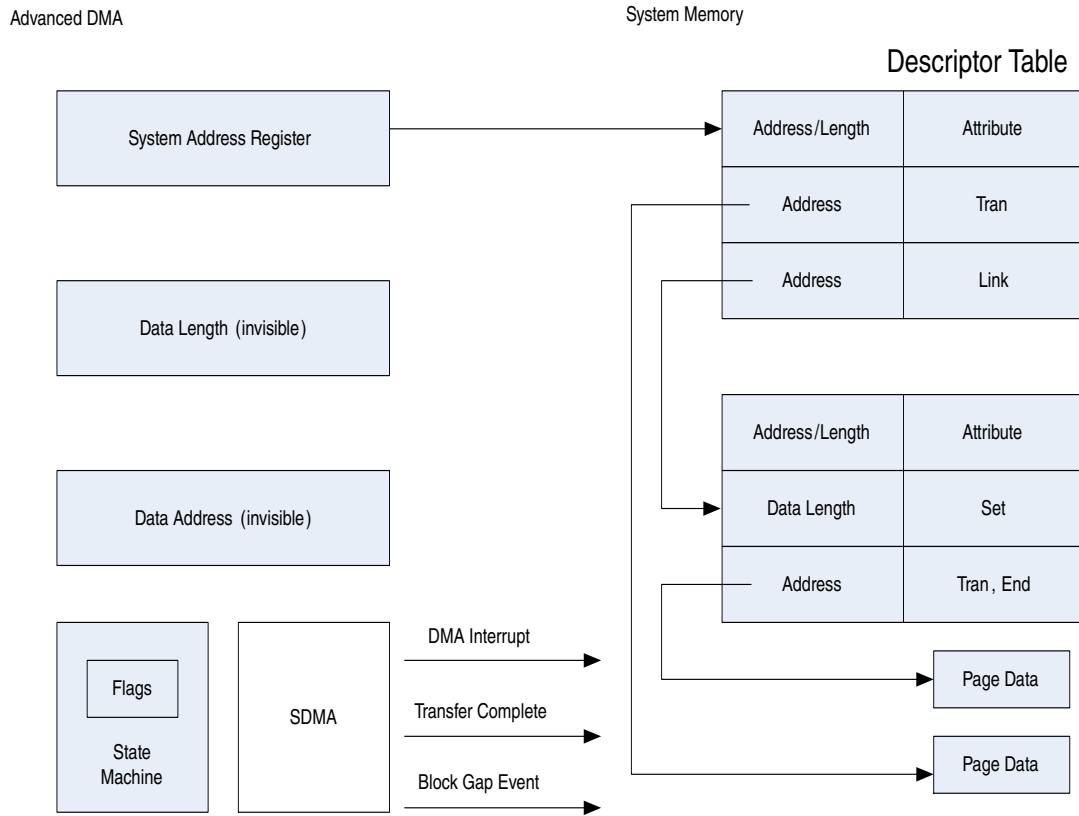 Advanced DMA
System Memory
Descriptor Table
System Address Register
Address/Length
Attribute
Address
Tran
Address
Link
Data Length (invisible)
Address/Length
Attribute
Data Length
Set
Address
Tran, End
Data Address (invisible)
Flags
State
Machine
SDMA
DMA Interrupt
Transfer Complete
Block Gap Event
Page Data
Page Data